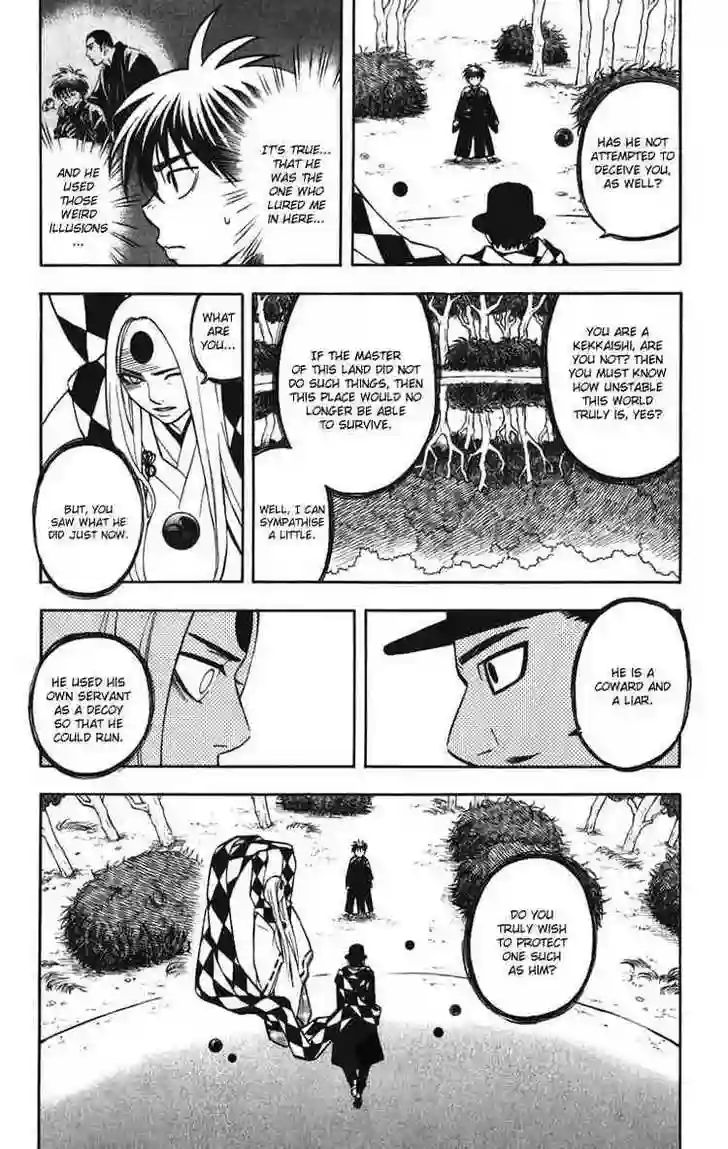 HAS HE NOT
ATTEMPTED TO
DECEIVE YOU,
AS WELL?
IT'S TRUE...
THAT HE
WAS THE
ONE WHO
LURED ME
IN HERE...
AND HE
USED
THOSE
WEIRD
ILLUSIONS
...
YOU ARE A
KEKKAISHI, ARE
YOU NOT? THEN
YOU MUST KNOW
HOW UNSTABLE
THIS WORLD
TRULY IS, YES?
IF THE MASTER
OF THIS LAND DID NOT
DO SUCH THINGS, THEN
THIS PLACE WOULD NO
LONGER BE ABLE
TO SURVIVE.
WELL, I CAN
SYMPATHISE
A LITTLE.
WHAT
ARE
YOU...
BUT, YOU
SAW WHAT HE
DID JUST NOW.
HE IS A
COWARD AND
A LIAR.
HE USED HIS
OWN SERVANT
AS A DECOY
SO THAT HE
COULD RUN.
DO YOU
TRULY WISH
TO PROTECT
ONE SUCH
AS HIM?